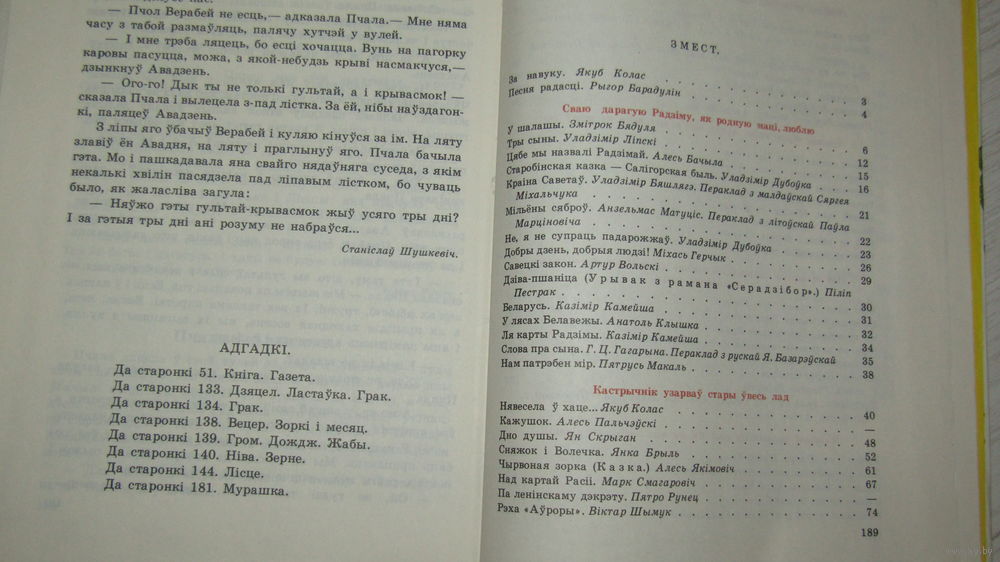 — Пчол Верабей не есць,— адказала Пчала.— Мне няма
часу з табой размаўляць, палячу хутчэй у вулей.
— І мне трэба ляцець, бо есці хочацца. Вунь на пагорку
каровы пасуцца, можа, з якой-небудзь крыві насмакчуся,—
дзынкнуў Авадзень.
— Ого-го! Дык ты не толькі гультай, а і крывасмок! —
сказала Пчала і вылецела з-пад лістка. За ёй, нібы наўздагон-
кі, паляцеў Авадзень.
З ліпы яго ўбачыў Верабей і куляю кінуўся за ім. На ляту
злавіў ён Авадня, на ляту і праглынуў яго. Пчала бачыла
гэта. Мо і пашкадавала яна свайго нядаўняга суседа, з якім
некалькі хвілін пасядзела пад ліпавым лістком, бо чуваць
было, як жаласліва загула:
— Няўжо гэты гультай-крывасмок жыў усяго тры дні?
І за гэтыя тры дні ані розуму не набраўся...
Станіслаў Шушкевіч.
АДГАДКІ.
Да старонкі 51. Кніга. Газета.
Да старонкі 133. Дзяцел. Ластаўка. Грак.
Да старонкі 134. Грак.
Да старонкі 138. Вецер. Зоркі і месяц.
Да старонкі 139. Гром. Дождж. Жабы.
Да старонкі 140. Ніва. Зерне.
Да старонкі 144. Лісце.
Да старонкі 181. Мурашка.
ЗМЕСТ.
За навуку. Якуб Колас . . . . . 3
Песня радасці. Рыгор Барадулін . . . . . 4
Сваю дарагую Радзіму, як родную маці, люблю
У шалашы. Змітрок Бядуля . . . . . 6
Тры сыны. Уладзімір Ліпскі . . . . . 12
Цябе мы назвалі Радзімай. Алесь Бачыла . . . . . 15
Старобінская казка — Салігорская быль. Уладзімір Дубоўка . . 16
Краіна Саветаў. Уладзімір Бяшлягэ. Пераклад з малдаўскай Сяргея
Міхальчука . . . . . 21
Мільёны сяброў. Анзельмас Матуціс. Пераклад з літоўскай Паўла
Марціновіча . . . . . 22
Не, я не супраць падарожжаў. Уладзімір Дубоўка . . . . . 23
Добры дзень, добрыя людзі! Міхась Герчык . . . . . 26
Савецкі закон. Артур Вольскі . . . . . 29
Дзіва-пшаніца (Урывак з рамана «Серадзібор».) Піліп
Пестрак . . . . . 30
Беларусь. Казімір Камейша . . . . . 31
У лясах Белавежы. Анатоль Клышка . . . . . 32
Ля карты Радзімы. Казімір Камейша . . . . . 34
Слова пра сына. Г. Ц. Гагарына. Пераклад з рускай Я. Базарэўскай 35
Нам патрэбен мір. Пятрусь Макаль . . . . . 38
Кастрычнік узарваў стары ўвесь лад
Нявесела ў хаце... Якуб Колас . . . . . 40
Кажушок. Алесь Пальчэўскі . . . . . —
Дно душы. Ян Скрыган . . . . . 48
Сняжок і Волечка. Янка Брыль . . . . . 52
Чырвоная зорка (Казка.) Алесь Якімовіч . . . . . 61
Над картай Расіі. Марк Смагаровіч . . . . . 67
Па ленінскаму дэкрэту. Пятро Рунец . . . . . —
Рэха «Аўроры». Віктар Шымук . . . . . 74
189